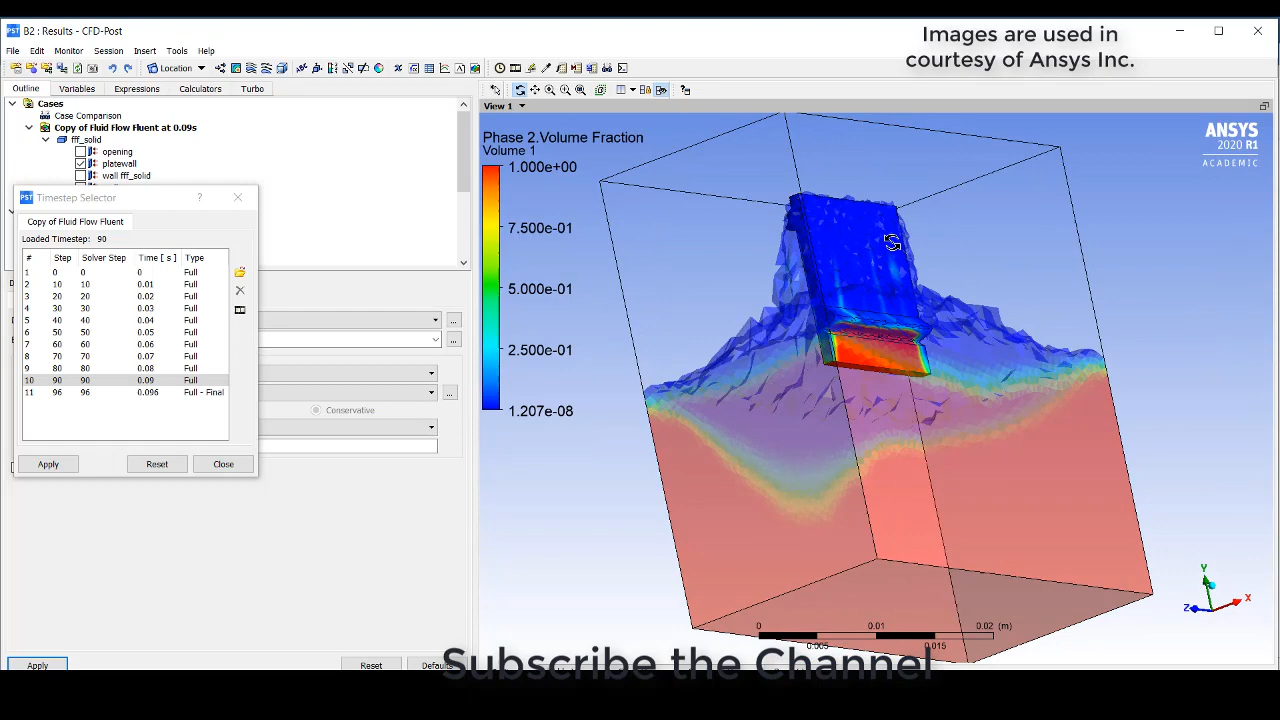 B2 : Results - CFD-Post
Images are used in
courtesy of Ansys Inc.
File Edit Monitor Session Insert Tools Help
Location
Outline Variables Expressions Calculators Turbo
View 1
Cases
Case Comparison
Copy of Fluid Flow Fluent at 0.09s
fff_solid
opening
platewall
wall fff_solid
Timestep Selector ?
Copy of Fluid Flow Fluent
Loaded Timestep: 90
# Step Solver Step Time [ s ] Type
1 0 0 0 Full
2 10 10 0.01 Full
3 20 20 0.02 Full
4 30 30 0.03 Full
5 40 40 0.04 Full
6 50 50 0.05 Full
7 60 60 0.06 Full
8 70 70 0.07 Full
9 80 80 0.08 Full
10 90 90 0.09 Full
11 96 96 0.096 Full - Final
Apply Reset Close
...
...
...
Conservative
Apply Reset Defaults
Phase 2.Volume Fraction
Volume 1
1.000e+00
7.500e-01
5.000e-01
2.500e-01
1.207e-08
ANSYS
2020 R1
ACADEMIC
Y
X
Z
0 0.01 0.02 (m)
0.005 0.015
Subscribe the Channel